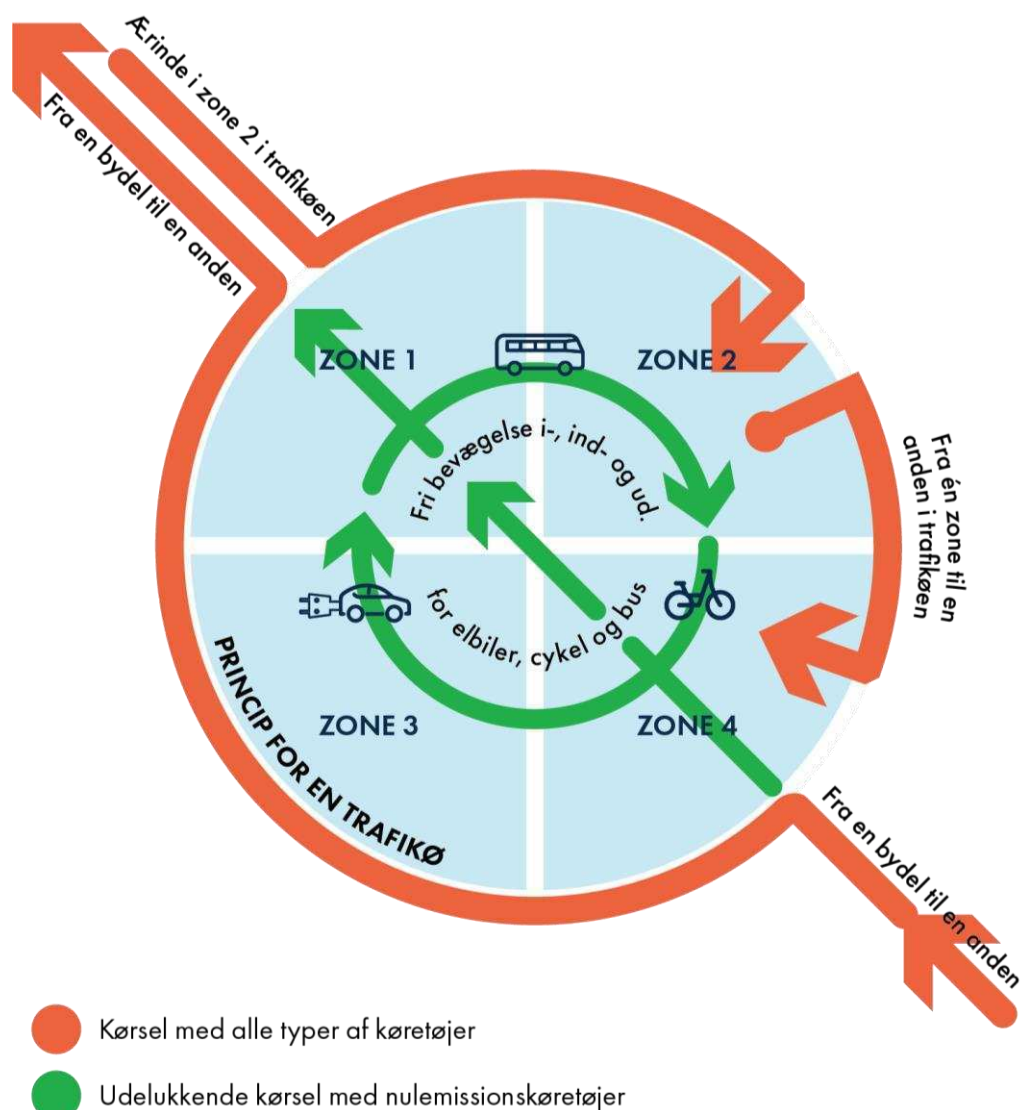 Ærinde i zone 2 i trafikøen
Fra en bydel til en anden
ZONE 1
ZONE 2
Fri bevægelse i-, ind- og ud.
Fra én zone til en
anden i trafikøen
for elbiler, cykel og bus
PRINCIP FOR EN TRAFIKØ
ZONE 3
ZONE 4
Fra en bydel til en anden
Kørsel med alle typer af køretøjer
Udelukkende kørsel med nulemissionskøretøjer